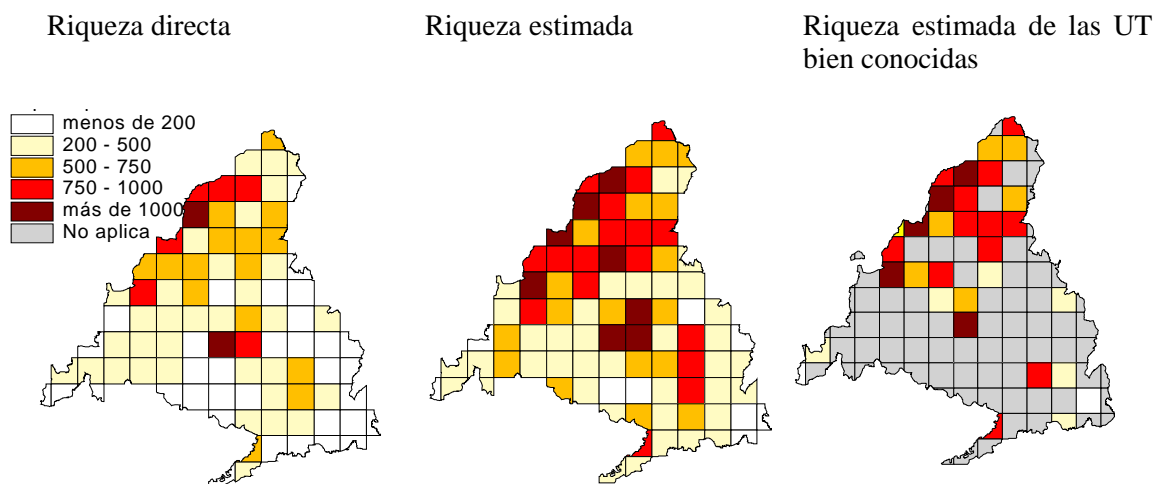 Riqueza directa
Riqueza estimada
Riqueza estimada de las UT
bien conocidas
menos de 200
200 - 500
500 - 750
750 - 1000
más de 1000
No aplica